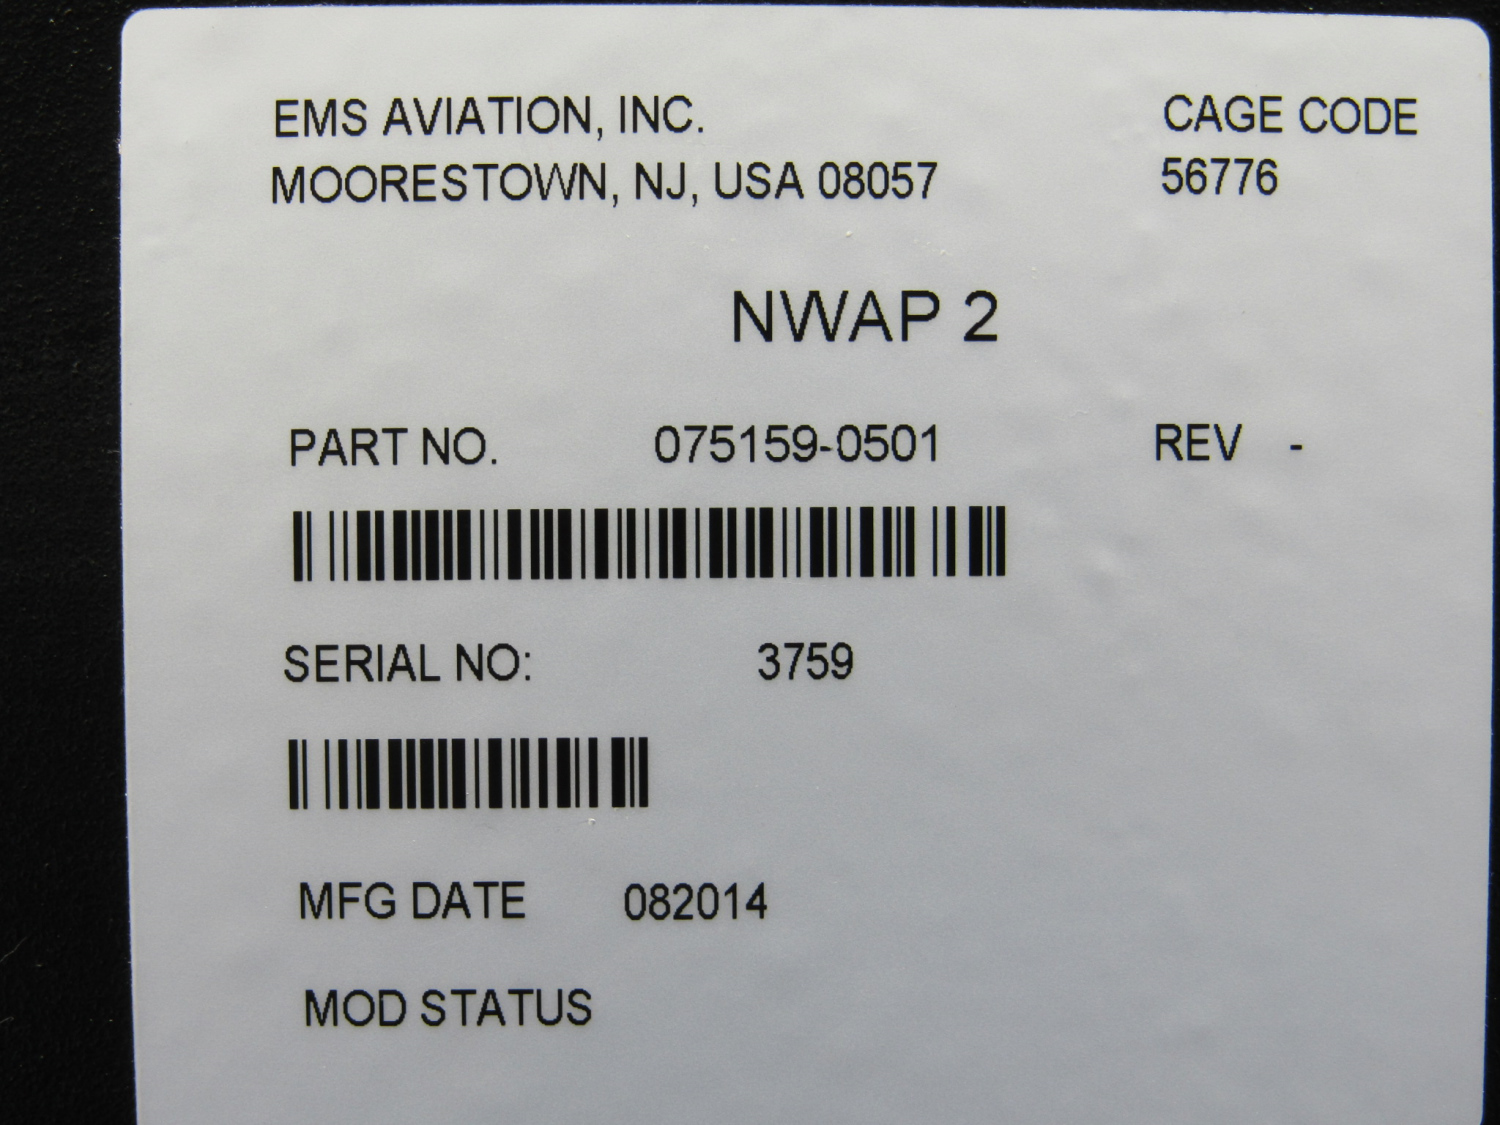 EMS AVIATION, INC. CAGE CODE
MOORESTOWN, NJ, USA 08057 56776
NWAP 2
PART NO. 075159-0501 REV -
SERIAL NO: 3759
MFG DATE 082014
MOD STATUS